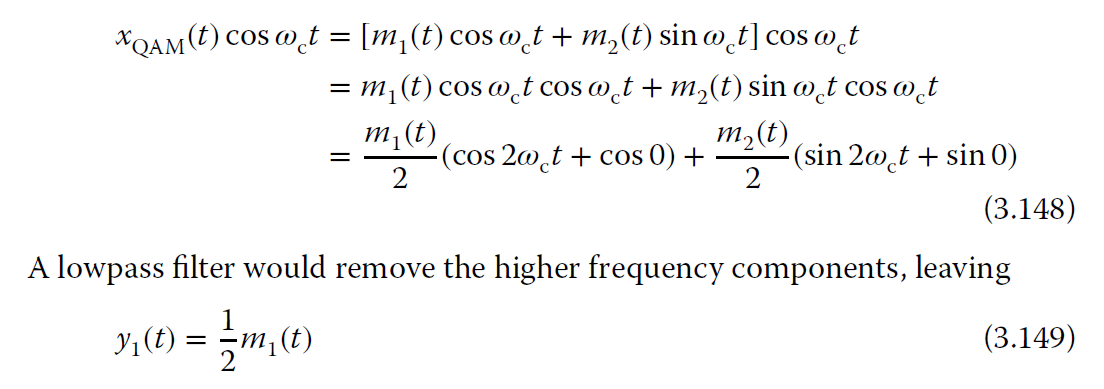 x_QAM(t) cos ω_c t = [m_1(t) cos ω_c t + m_2(t) sin ω_c t] cos ω_c t
= m_1(t) cos ω_c t cos ω_c t + m_2(t) sin ω_c t cos ω_c t
= m_1(t)/2 (cos 2ω_c t + cos 0) + m_2(t)/2 (sin 2ω_c t + sin 0)
(3.148)
A lowpass filter would remove the higher frequency components, leaving
y_1(t) = 1/2 m_1(t) (3.149)